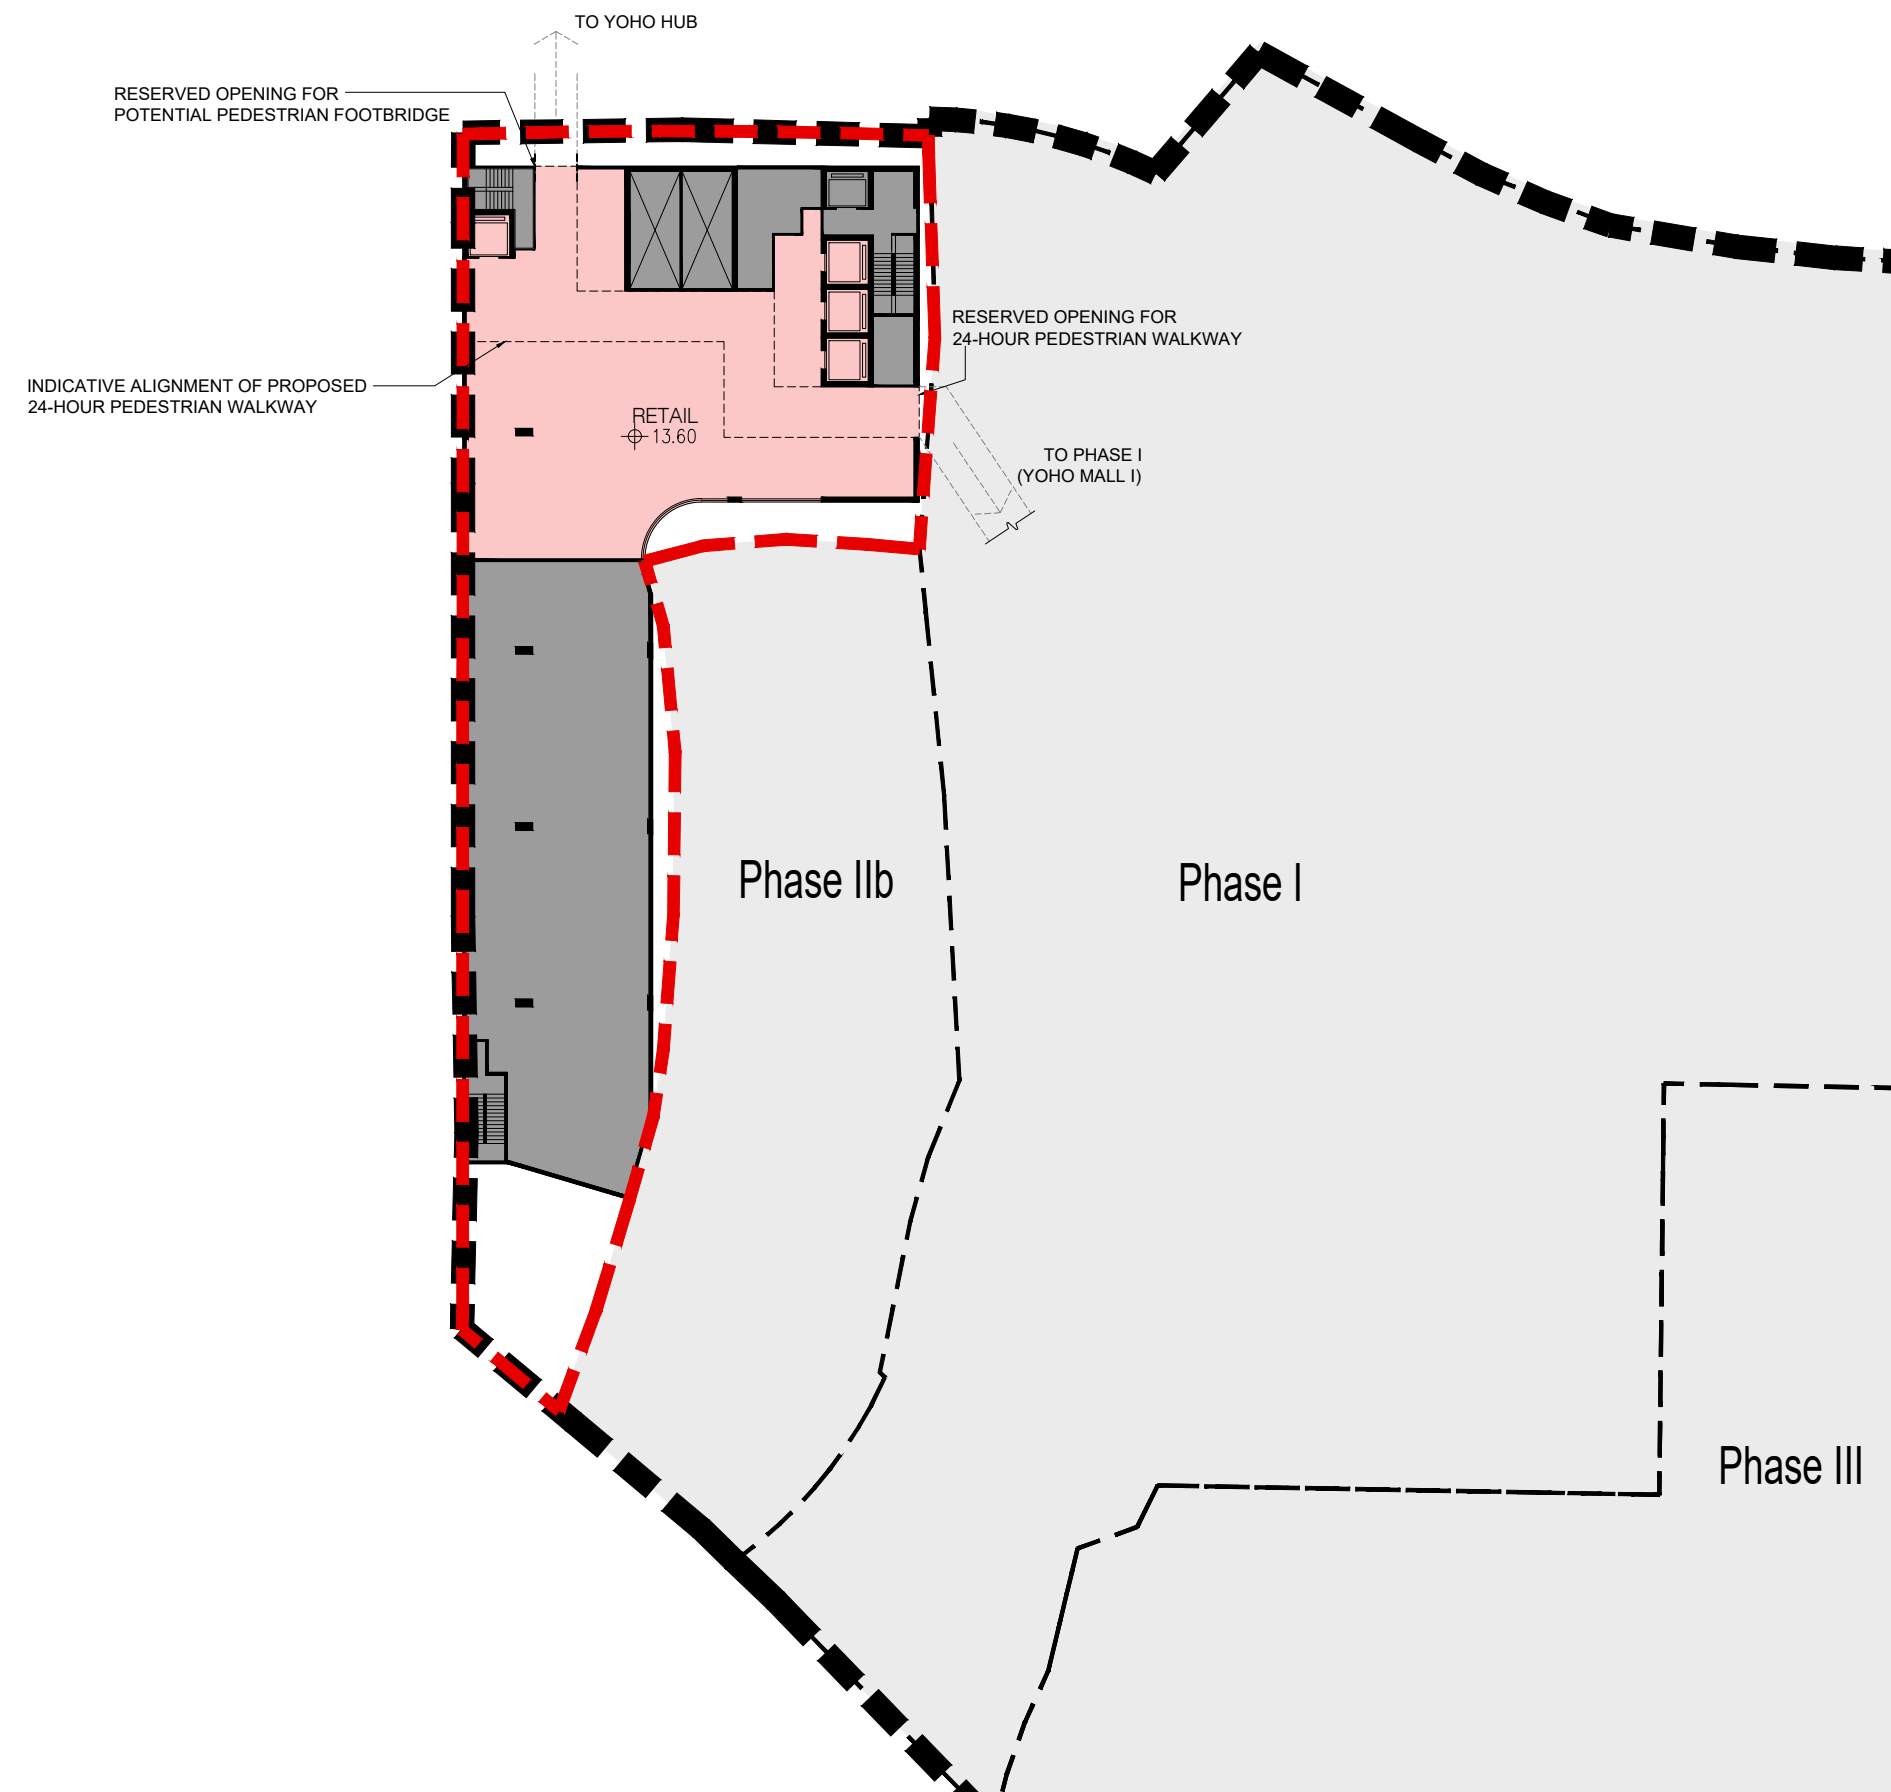 TO YOHO HUB
RESERVED OPENING FOR
POTENTIAL PEDESTRIAN FOOTBRIDGE
RESERVED OPENING FOR
24-HOUR PEDESTRIAN WALKWAY
INDICATIVE ALIGNMENT OF PROPOSED
24-HOUR PEDESTRIAN WALKWAY
RETAIL
13.60
TO PHASE I
(YOHO MALL I)
Phase IIb
Phase I
Phase III